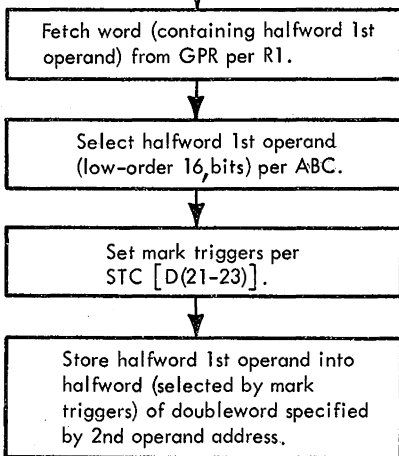 Fetch word (containing halfword 1st
operand) from GPR per R1.
Select halfword 1st operand
(low-order 16, bits) per ABC.
Set mark triggers per
STC [D(21-23)].
Store halfword 1st operand into
halfword (selected by mark
triggers) of doubleword specified
by 2nd operand address.